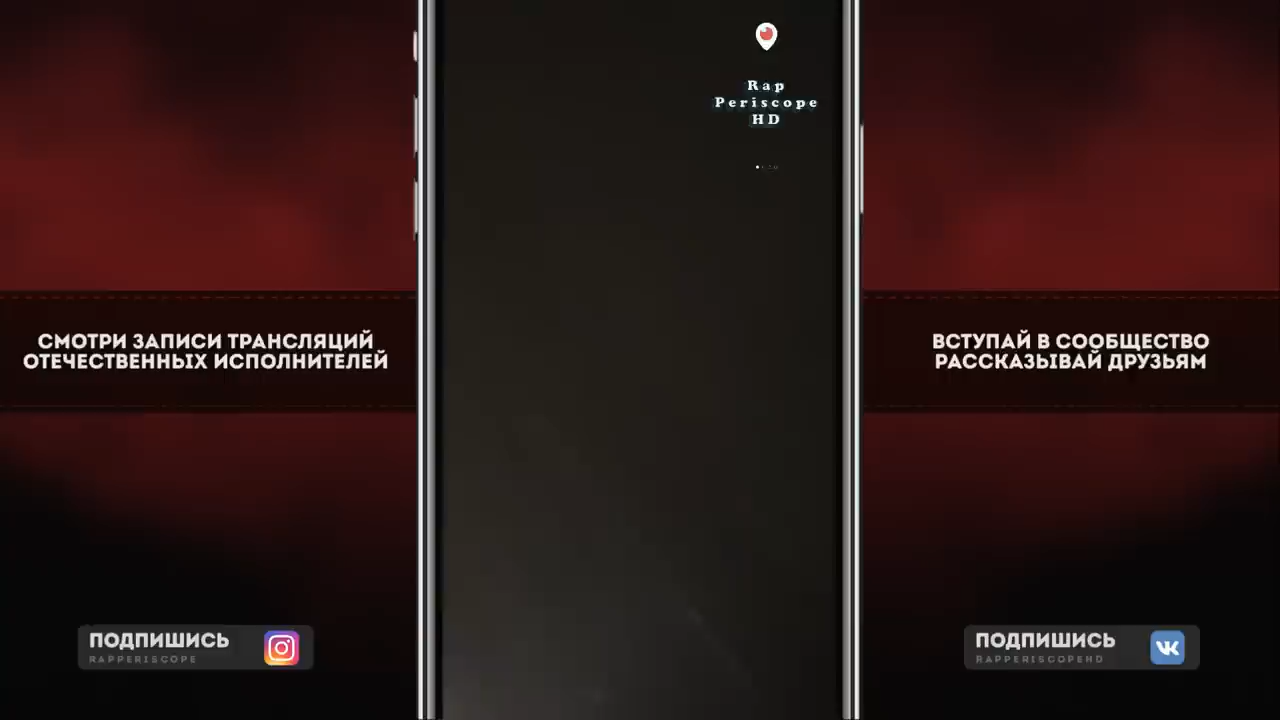 Rap
Periscope
HD
СМОТРИ ЗАПИСИ ТРАНСЛЯЦИЙ
ОТЕЧЕСТВЕННЫХ ИСПОЛНИТЕЛЕЙ
ВСТУПАЙ В СООБЩЕСТВО
РАССКАЗЫВАЙ ДРУЗЬЯМ
ПОДПИШИСЬ
RAPPERISCOPE
ПОДПИШИСЬ
RAPPERISCOPEHD